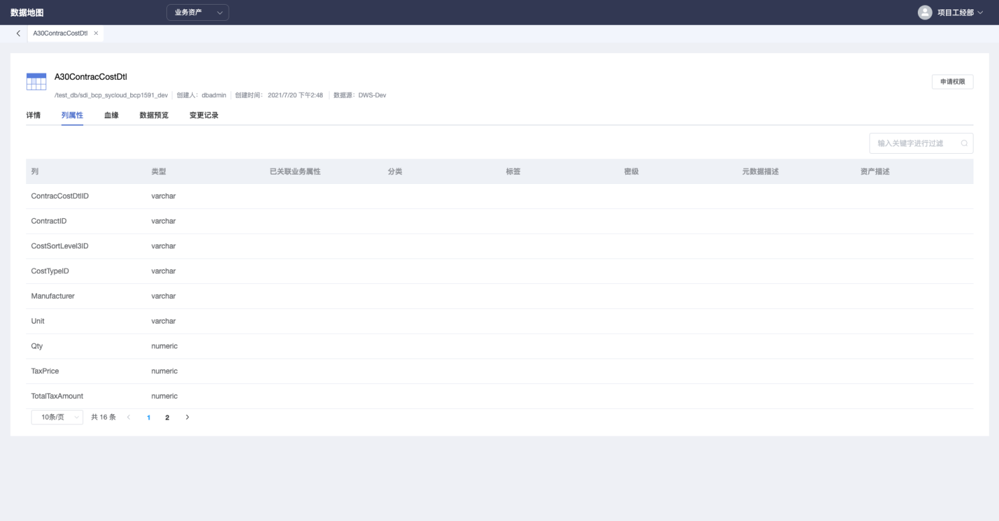 数据地图 业务资产 项目工经部
A30ContracCostDtl
A30ContracCostDtl 申请权限
/test_db/sdi_bcp_sycloud_bcp1591_dev 创建人：dbadmin 创建时间： 2021/7/20 下午2:48 数据源：DWS-Dev
详情 列属性 血缘 数据预览 变更记录
输入关键字进行过滤
列 类型 已关联业务属性 分类 标签 密级 元数据描述 资产描述
ContracCostDtlID varchar
ContractID varchar
CostSortLevel3ID varchar
CostTypeID varchar
Manufacturer varchar
Unit varchar
Qty numeric
TaxPrice numeric
TotalTaxAmount numeric
10条/页 共 16 条 1 2